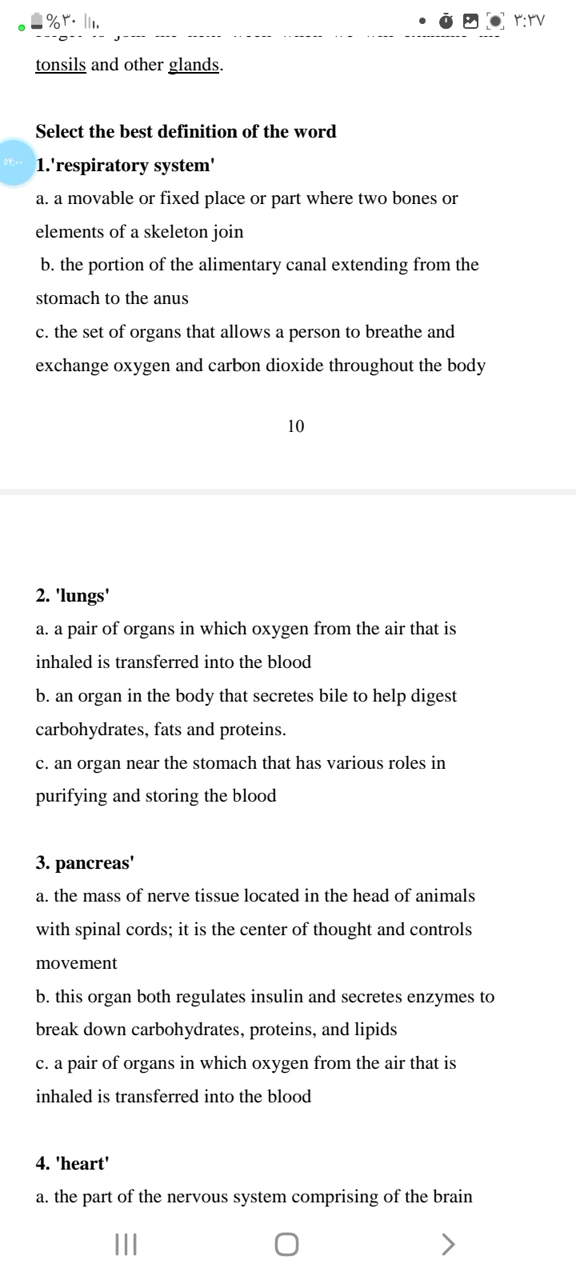 %٣٠ ٣:٣٧
tonsils and other glands.
Select the best definition of the word
1.'respiratory system'
a. a movable or fixed place or part where two bones or
elements of a skeleton join
b. the portion of the alimentary canal extending from the
stomach to the anus
c. the set of organs that allows a person to breathe and
exchange oxygen and carbon dioxide throughout the body
10
2. 'lungs'
a. a pair of organs in which oxygen from the air that is
inhaled is transferred into the blood
b. an organ in the body that secretes bile to help digest
carbohydrates, fats and proteins.
c. an organ near the stomach that has various roles in
purifying and storing the blood
3. pancreas'
a. the mass of nerve tissue located in the head of animals
with spinal cords; it is the center of thought and controls
movement
b. this organ both regulates insulin and secretes enzymes to
break down carbohydrates, proteins, and lipids
c. a pair of organs in which oxygen from the air that is
inhaled is transferred into the blood
4. 'heart'
a. the part of the nervous system comprising of the brain